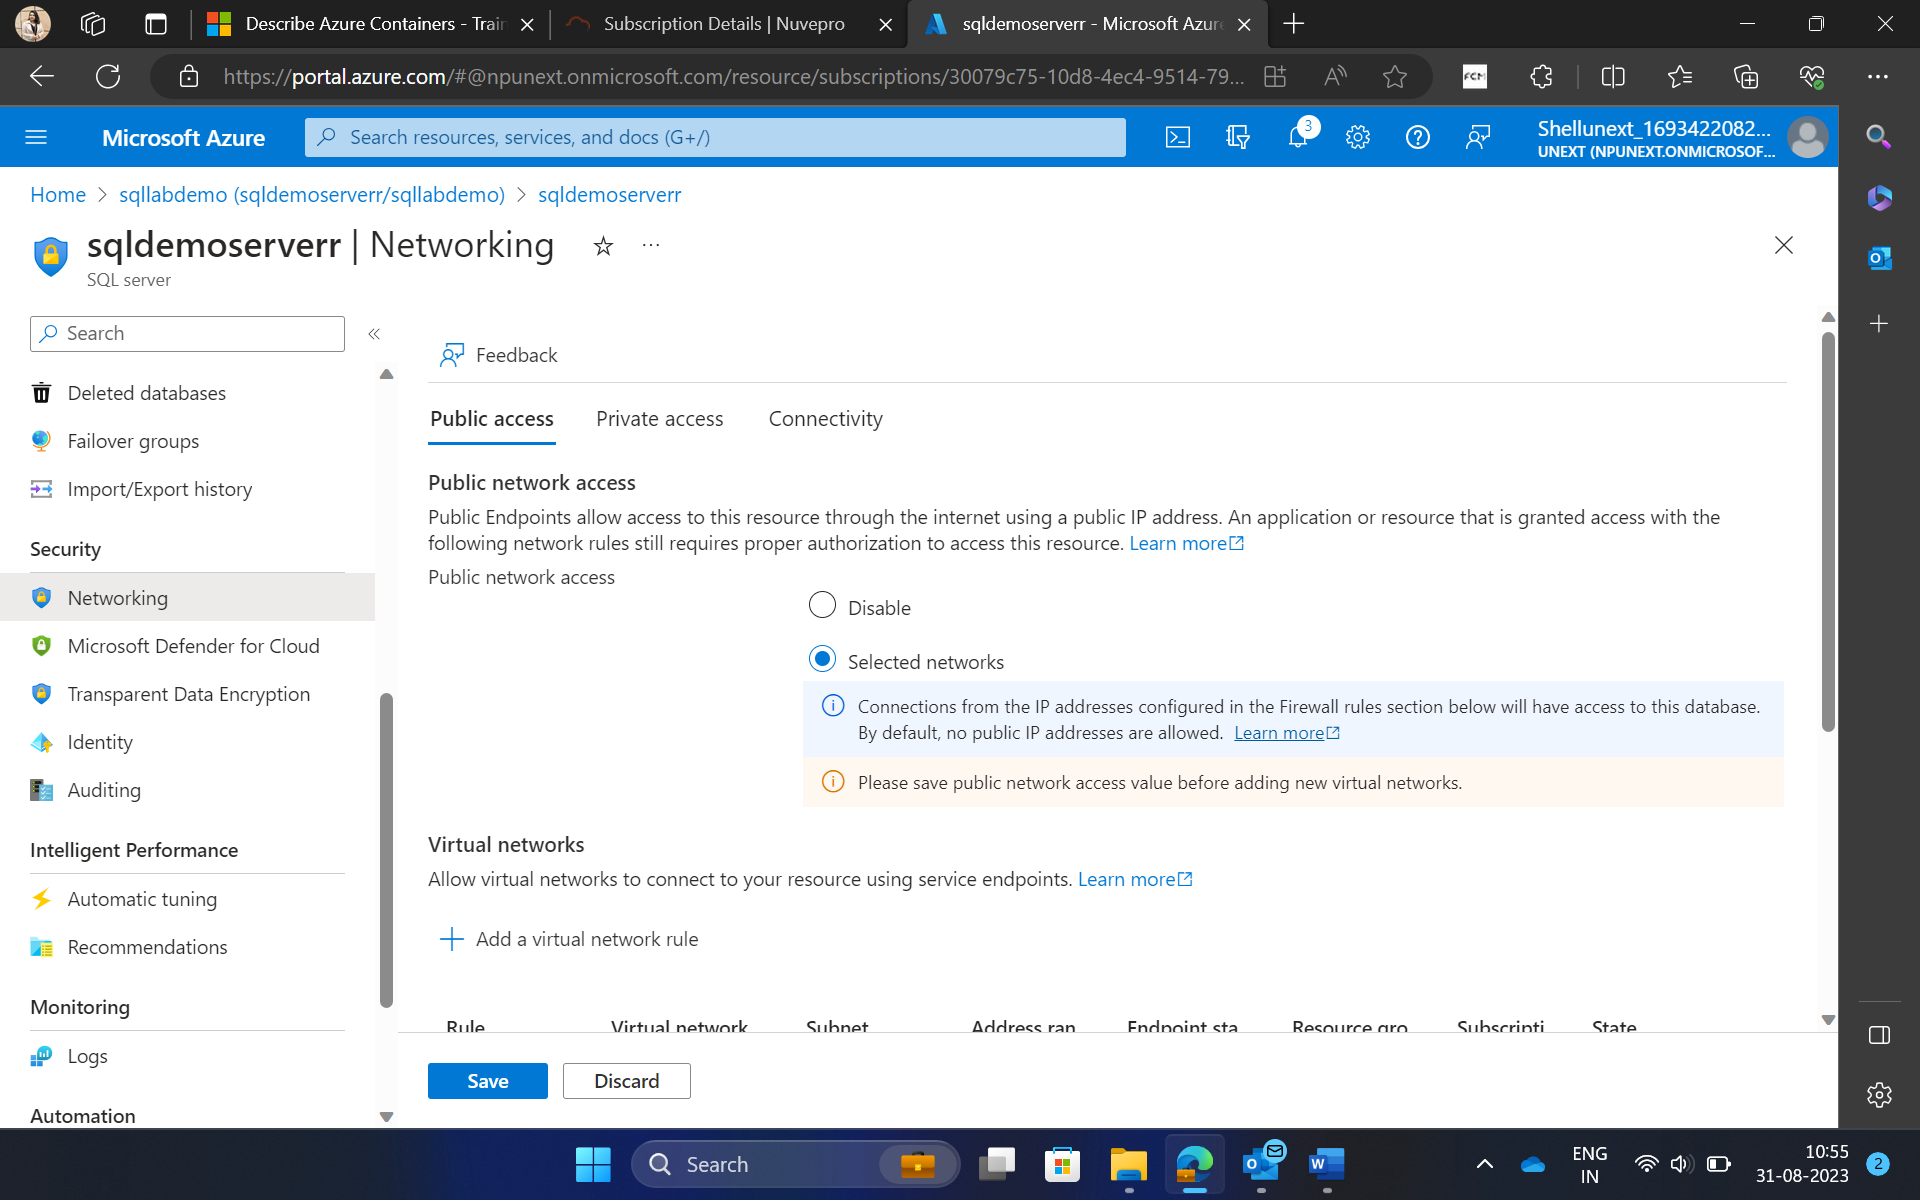 Describe Azure Containers - Train
Subscription Details | Nuvepro
sqldemoserverr - Microsoft Azure
https://portal.azure.com/#@npunext.onmicrosoft.com/resource/subscriptions/30079c75-10d8-4ec4-9514-79...
FCM
Microsoft Azure
Search resources, services, and docs (G+/)
3
Shellunext_1693422082...
UNEXT (NPUNEXT.ONMICROSOF...
Home > sqllabdemo (sqldemoserverr/sqllabdemo) > sqldemoserverr
sqldemoserverr | Networking
SQL server
Search
Deleted databases
Failover groups
Import/Export history
Security
Networking
Microsoft Defender for Cloud
Transparent Data Encryption
Identity
Auditing
Intelligent Performance
Automatic tuning
Recommendations
Monitoring
Logs
Automation
Feedback
Public access
Private access
Connectivity
Public network access
Public Endpoints allow access to this resource through the internet using a public IP address. An application or resource that is granted access with the
following network rules still requires proper authorization to access this resource. Learn more
Public network access
Disable
Selected networks
Connections from the IP addresses configured in the Firewall rules section below will have access to this database.
By default, no public IP addresses are allowed. Learn more
Please save public network access value before adding new virtual networks.
Virtual networks
Allow virtual networks to connect to your resource using service endpoints. Learn more
Add a virtual network rule
Rule Virtual network Subnet Address ran Endpoint sta Resource gro Subscripti State
Save
Discard
Search
ENG
IN
10:55
31-08-2023
2